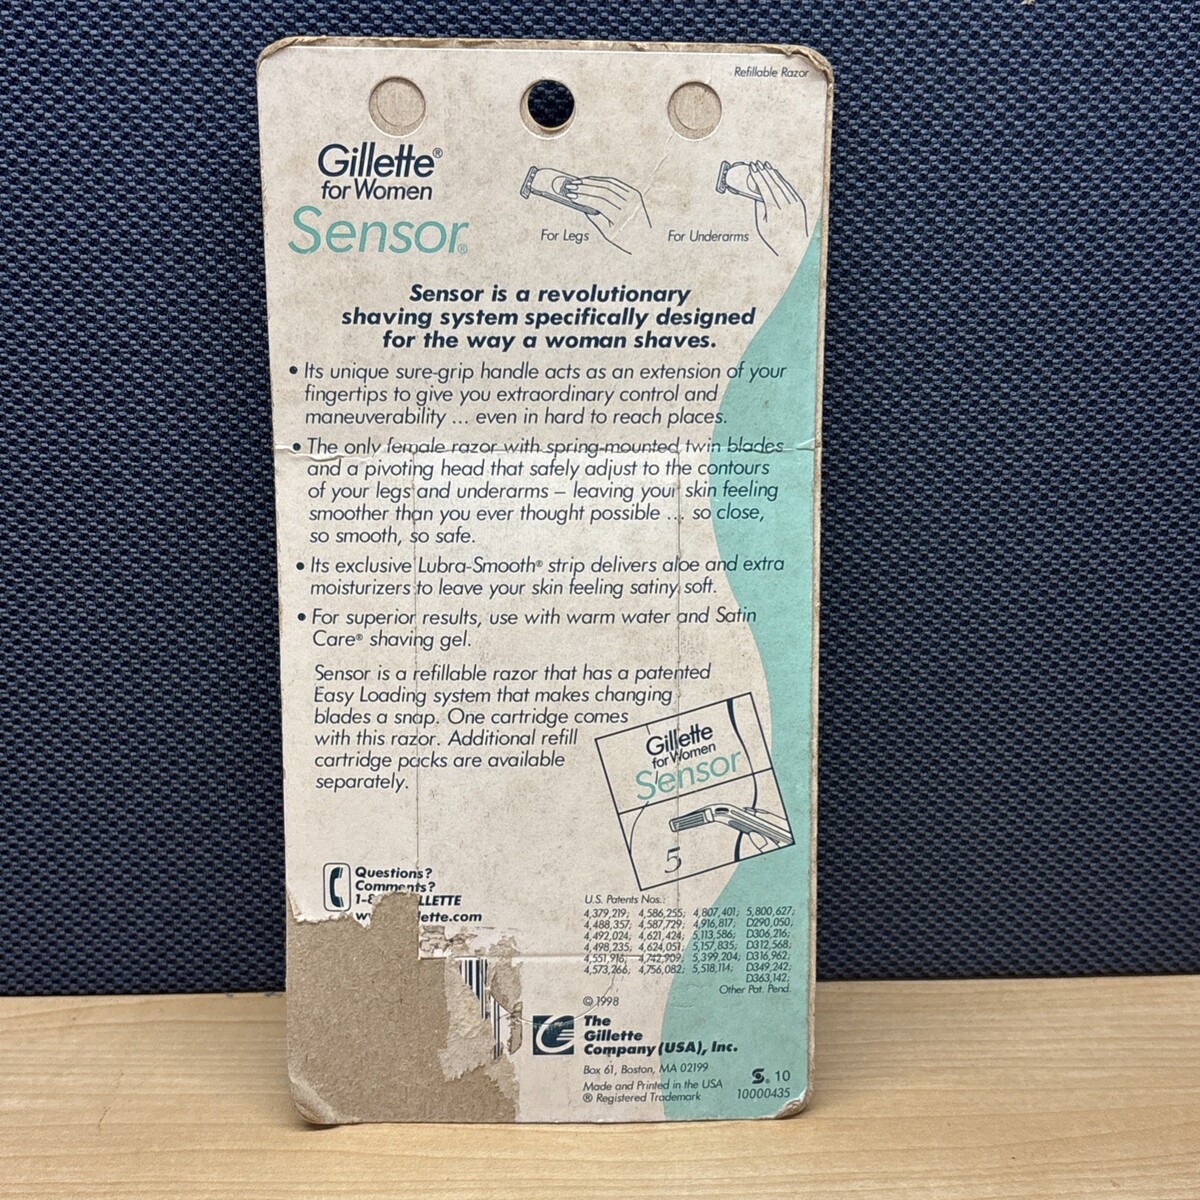 Refillable Razor
Gillette®
for Women
Sensor®
For Legs
For Underarms
Sensor is a revolutionary
shaving system specifically designed
for the way a woman shaves.
• Its unique sure-grip handle acts as an extension of your
fingertips to give you extraordinary control and
maneuverability ... even in hard to reach places.
• The only female razor with spring-mounted twin blades
and a pivoting head that safely adjust to the contours
of your legs and underarms – leaving your skin feeling
smoother than you ever thought possible ... so close,
so smooth, so safe.
• Its exclusive Lubra-Smooth® strip delivers aloe and extra
moisturizers to leave your skin feeling satiny soft.
• For superior results, use with warm water and Satin
Care® shaving gel.
Sensor is a refillable razor that has a patented
Easy Loading system that makes changing
blades a snap. One cartridge comes
with this razor. Additional refill
cartridge packs are available
separately.
Gillette
for Women
Sensor
5
Questions?
Comments?
U.S. Patents Nos.:
4,379,219; 4,586,255; 4,807,401; 5,800,627;
4,488,357; 4,587,729; 4,916,817; D290,050;
4,492,024; 4,621,424; 5,113,586; D306,216;
4,498,235; 4,624,051; 5,157,835; D312,568;
4,551,916; 4,742,909; 5,399,204; D316,962;
4,573,266; 4,756,082; 5,518,114; D349,242;
D363,142;
Other Pat. Pend.
© 1998
The
Gillette
Company (USA), Inc.
Box 61, Boston, MA 02199
Made and Printed in the USA
® Registered Trademark
10
10000435